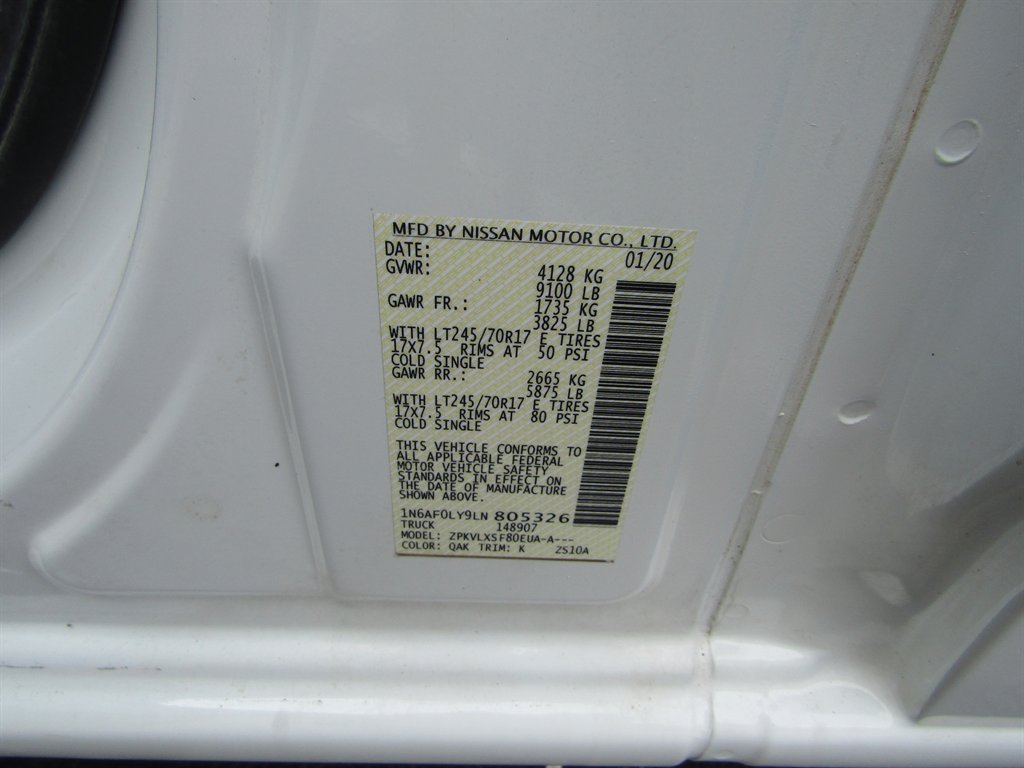 MFD BY NISSAN MOTOR CO., LTD.
DATE: 01/20
GVWR: 4128 KG
9100 LB
GAWR FR.: 1735 KG
3825 LB
WITH LT245/70R17 E TIRES
17X7.5 RIMS AT 50 PSI
COLD SINGLE
GAWR RR.: 2665 KG
5875 LB
WITH LT245/70R17 E TIRES
17X7.5 RIMS AT 80 PSI
COLD SINGLE
THIS VEHICLE CONFORMS TO
ALL APPLICABLE FEDERAL
MOTOR VEHICLE SAFETY
STANDARDS IN EFFECT ON
THE DATE OF MANUFACTURE
SHOWN ABOVE.
1N6AF0LY9LN 805326
TRUCK 148907
MODEL: ZPKVLXSF80EUA-A---
COLOR: QAK TRIM: K ZS10A